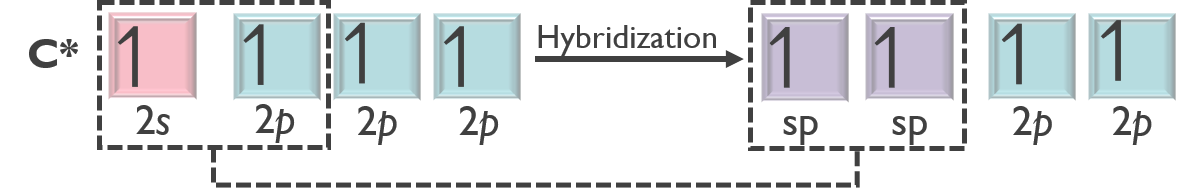 C* 1 1 1 1 Hybridization 1 1 1 1
2s 2p 2p 2p sp sp 2p 2p